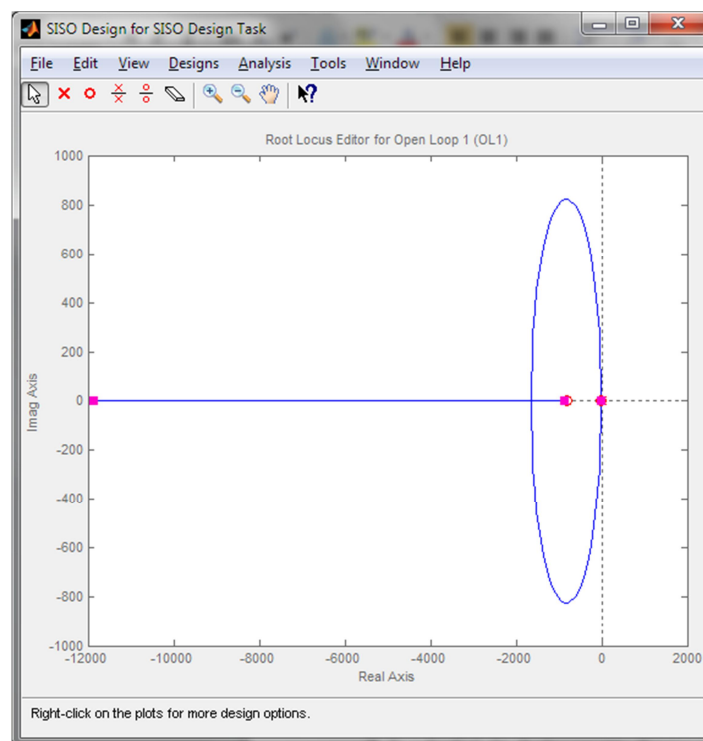 SISO Design for SISO Design Task
File Edit View Designs Analysis Tools Window Help
Root Locus Editor for Open Loop 1 (OL1)
1000
800
600
400
200
0
-200
-400
-600
-800
-1000
Imag Axis
-12000 -10000 -8000 -6000 -4000 -2000 0 2000
Real Axis
Right-click on the plots for more design options.